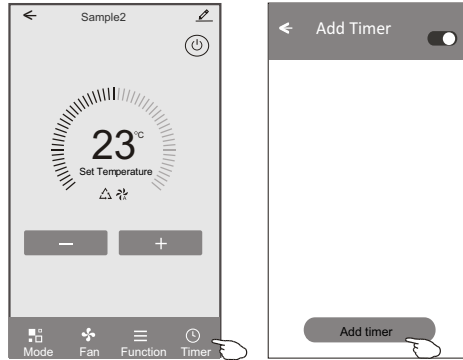 Sample2
23°C
Set Temperature
A
Mode Fan Function Timer
Add Timer
Add timer